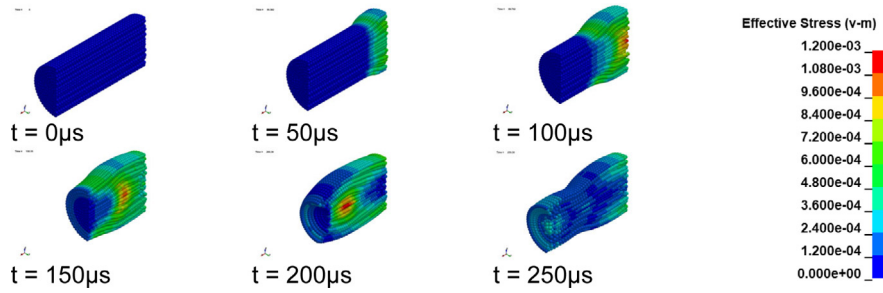 t = 0μs
t = 50μs
t = 100μs
t = 150μs
t = 200μs
t = 250μs
Effective Stress (v-m)
1.200e-03
1.080e-03
9.600e-04
8.400e-04
7.200e-04
6.000e-04
4.800e-04
3.600e-04
2.400e-04
1.200e-04
0.000e+00